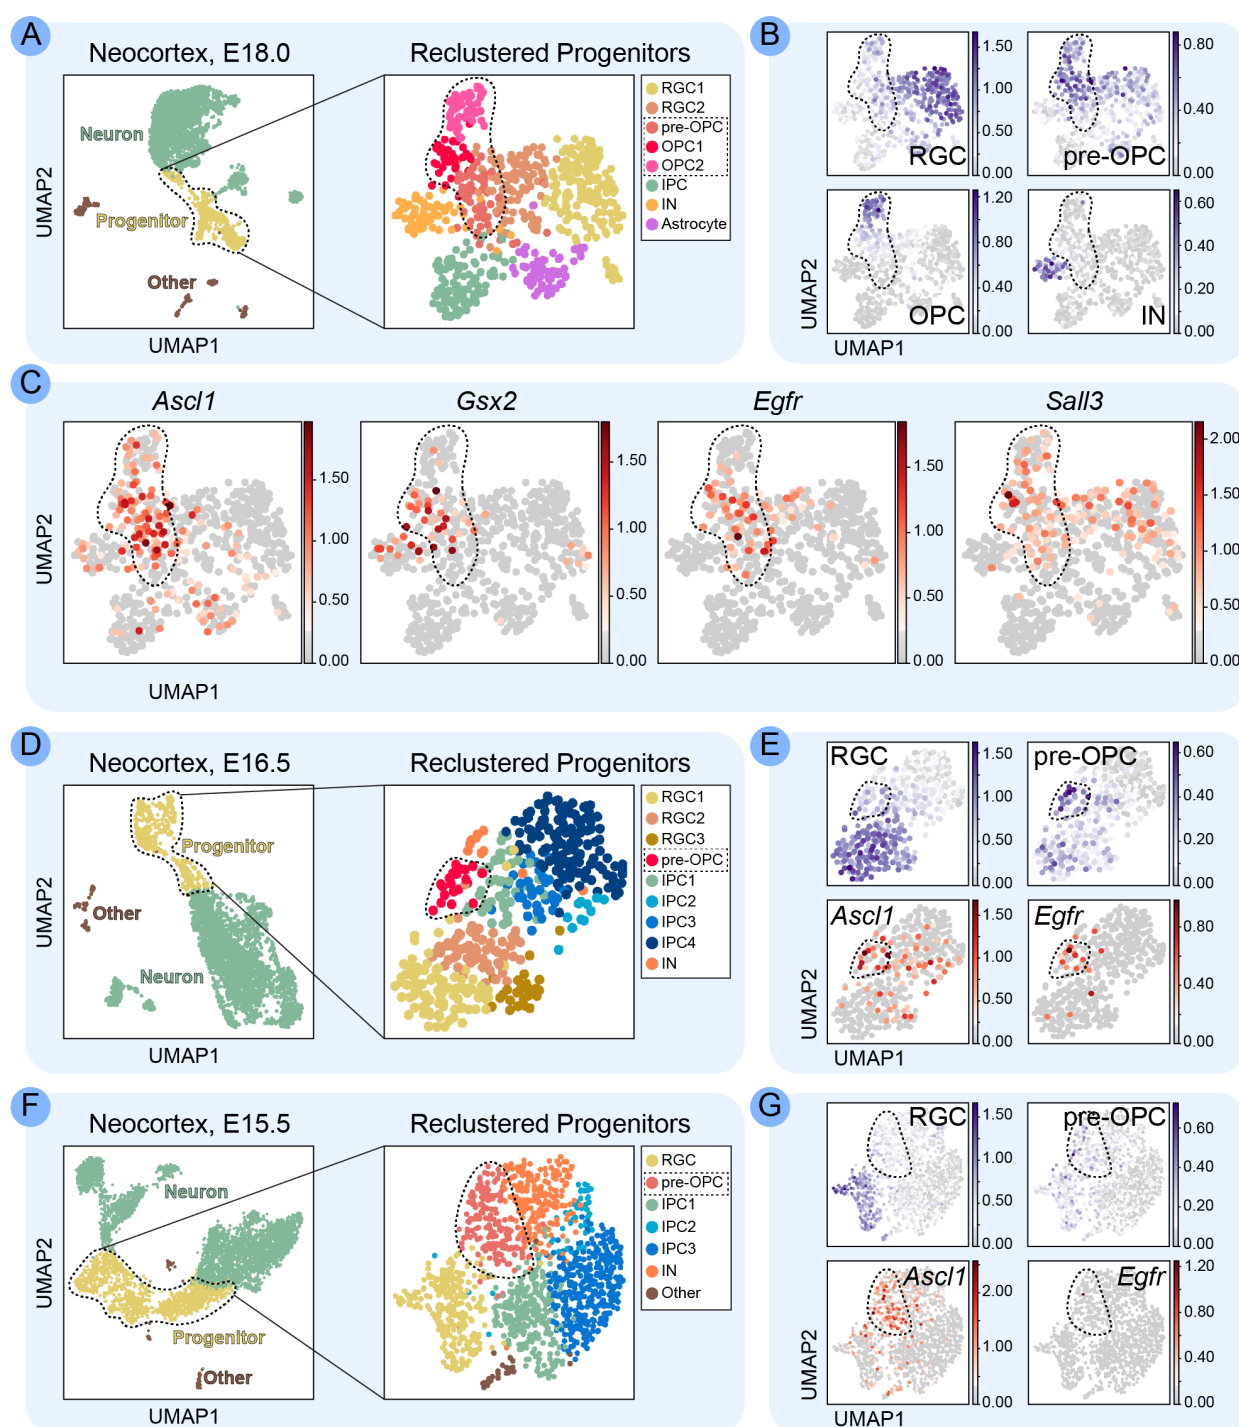 A
Neocortex, E18.0
Reclustered Progenitors
Neuron
Progenitor
Other
UMAP2
UMAP1
RGC1
RGC2
pre-OPC
OPC1
OPC2
IPC
IN
Astrocyte
B
RGC
1.50
1.00
0.50
0.00
pre-OPC
0.80
0.40
0.00
OPC
1.20
0.80
0.40
0.00
IN
0.60
0.40
0.20
0.00
UMAP2
UMAP1
C
Ascl1
Gsx2
Egfr
Sall3
1.50
1.00
0.50
0.00
1.50
1.00
0.50
0.00
1.50
1.00
0.50
0.00
2.00
1.50
1.00
0.50
0.00
UMAP2
UMAP1
D
Neocortex, E16.5
Reclustered Progenitors
Progenitor
Other
Neuron
UMAP2
UMAP1
RGC1
RGC2
RGC3
pre-OPC
IPC1
IPC2
IPC3
IPC4
IN
E
RGC
1.50
1.00
0.50
0.00
pre-OPC
0.60
0.40
0.20
0.00
Ascl1
1.50
1.00
0.50
0.00
Egfr
0.80
0.40
0.00
UMAP2
UMAP1
F
Neocortex, E15.5
Reclustered Progenitors
Neuron
Progenitor
Other
UMAP2
UMAP1
RGC
pre-OPC
IPC1
IPC2
IPC3
IN
Other
G
RGC
1.50
1.00
0.50
0.00
pre-OPC
0.60
0.40
0.20
0.00
Ascl1
2.00
1.00
0.00
Egfr
1.20
0.80
0.40
0.00
UMAP2
UMAP1